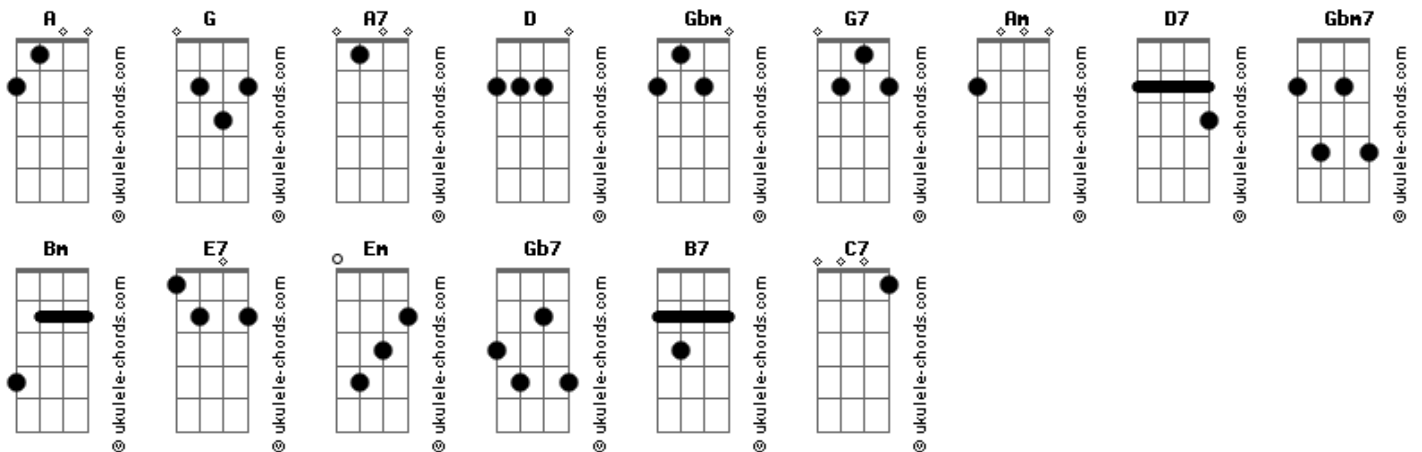 A G A7 D Gbm G7 Am D7 Gbm7
© ukulele-chords.com © ukulele-chords.com © ukulele-chords.com © ukulele-chords.com © ukulele-chords.com © ukulele-chords.com © ukulele-chords.com © ukulele-chords.com © ukulele-chords.com
Bm E7 Em Gb7 B7 C7
© ukulele-chords.com © ukulele-chords.com © ukulele-chords.com © ukulele-chords.com © ukulele-chords.com © ukulele-chords.com